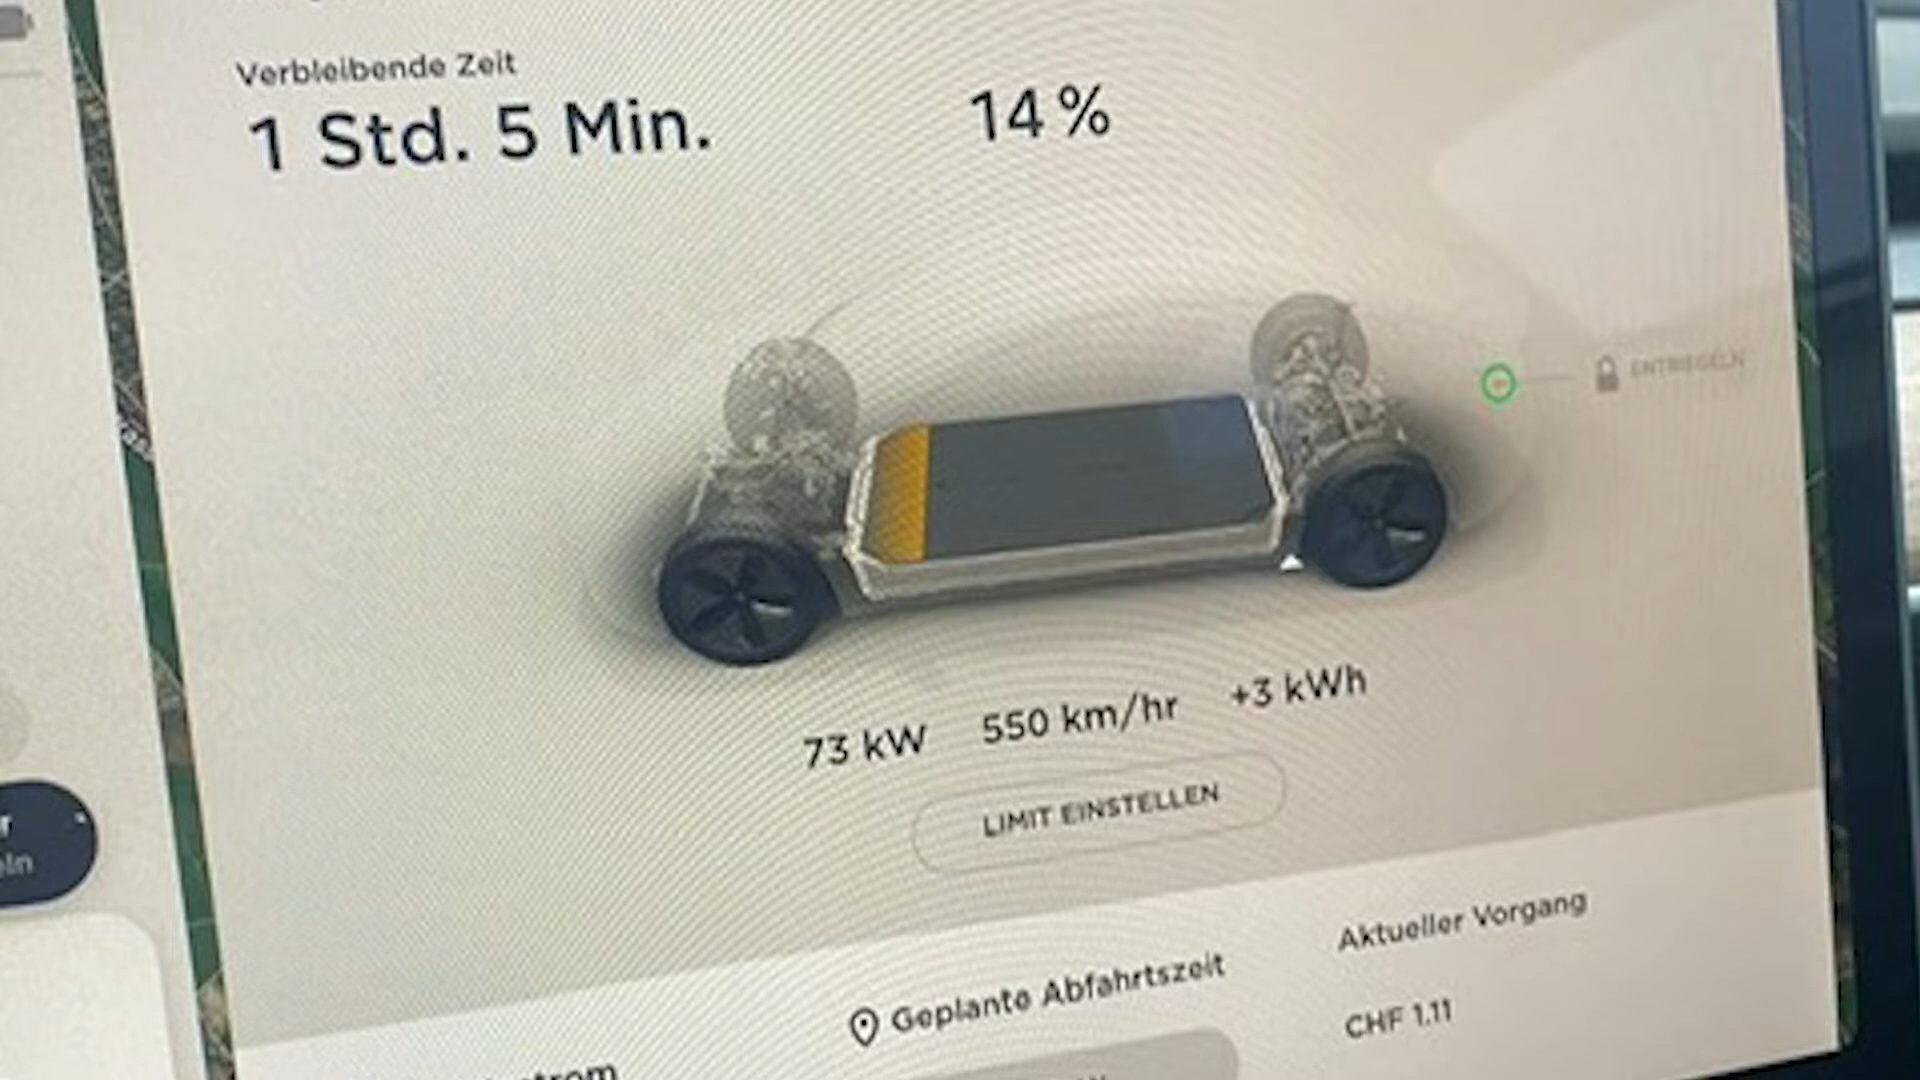 Verbleibende Zeit
1 Std. 5 Min.
14 %
ENTRIEGELN
73 kW 550 km/hr +3 kWh
LIMIT EINSTELLEN
Aktueller Vorgang
Geplante Abfahrtszeit
CHF 1.11